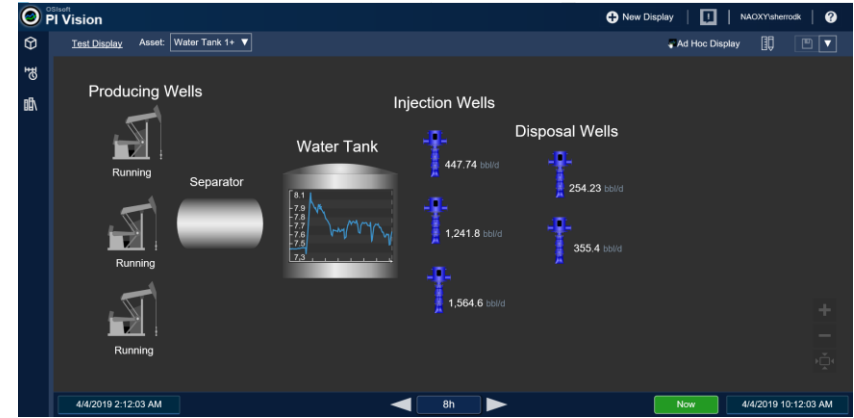 OSIsoft
PI Vision
New Display
NAOXY\sherrodk
Test Display
Asset:
Water Tank 1+
Ad Hoc Display
Producing Wells
Running
Running
Running
Separator
Water Tank
8.1
7.9
7.8
7.7
7.6
7.5
7.3
Injection Wells
447.74 bbl/d
1,241.8 bbl/d
1,564.6 bbl/d
Disposal Wells
254.23 bbl/d
355.4 bbl/d
4/4/2019 2:12:03 AM
8h
Now
4/4/2019 10:12:03 AM